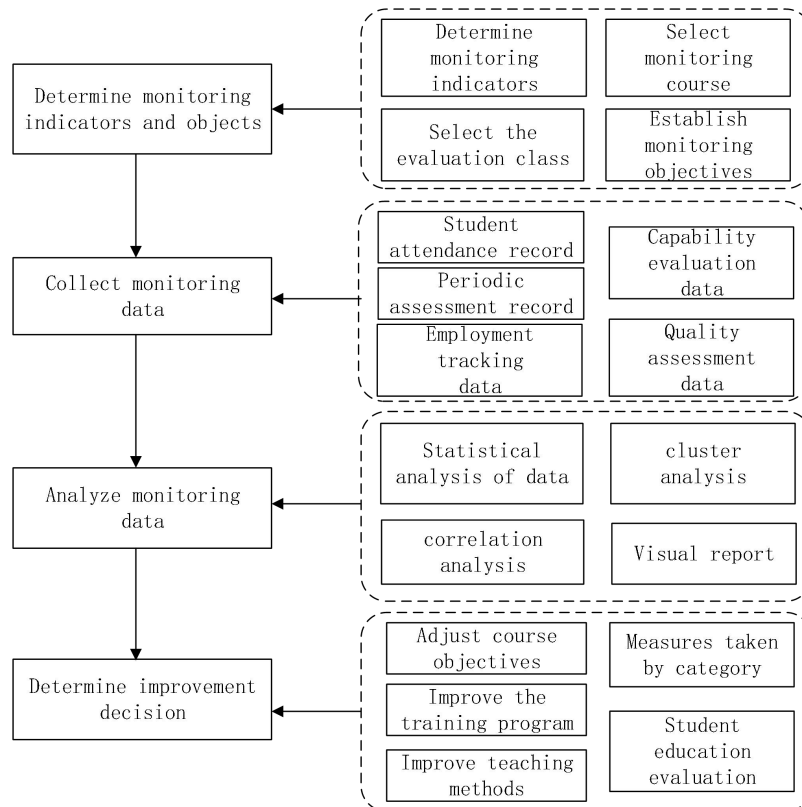 Determine monitoring
indicators and objects
Determine
monitoring
indicators
Select
monitoring
course
Select the
evaluation class
Establish
monitoring
objectives
Collect monitoring
data
Student
attendance record
Periodic
assessment record
Employment
tracking
data
Capability
evaluation
data
Quality
assessment
data
Analyze monitoring
data
Statistical
analysis of data
cluster
analysis
correlation
analysis
Visual report
Determine improvement
decision
Adjust course
objectives
Improve the
training program
Improve teaching
methods
Measures taken
by category
Student
education
evaluation